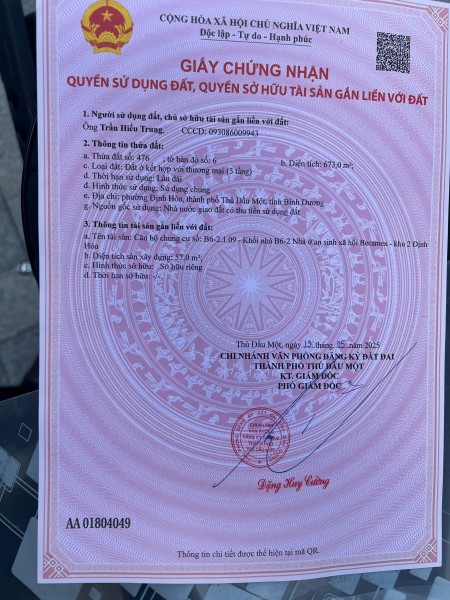 CỘNG HÒA XÃ HỘI CHỦ NGHĨA VIỆT NAM
Độc lập - Tự do - Hạnh phúc
GIẤY CHỨNG NHẬN
QUYỀN SỬ DỤNG ĐẤT, QUYỀN SỞ HỮU TÀI SẢN GẮN LIỀN VỚI ĐẤT
1. Người sử dụng đất, chủ sở hữu tài sản gắn liền với đất:
Ông Trần Hiếu Trung. CCCD: 093086009943
2. Thông tin thửa đất:
a. Thửa đất số: 476 ; tờ bản đồ số: 6 b. Diện tích: 673,0 m²;
c. Loại đất: Đất ở kết hợp với thương mại (5 tầng)
d. Thời hạn sử dụng: Lâu dài
đ. Hình thức sử dụng: Sử dụng chung
e. Địa chỉ: phường Định Hòa, thành phố Thủ Dầu Một, tỉnh Bình Dương
g. Nguồn gốc sử dụng: Nhà nước giao đất có thu tiền sử dụng đất
3. Thông tin tài sản gắn liền với đất:
a. Tên tài sản: Căn hộ chung cư số: B6-2.1.09 - Khối nhà B6-2 Nhà ở an sinh xã hội Becamex - khu 2 Định
Hòa
b. Diện tích sàn xây dựng: 57,0 m²,
c. Hình thức sở hữu: Sở hữu riêng
d. Thời hạn sở hữu: -/-.
Thủ Dầu Một, ngày 15 tháng 05 năm 2025
CHI NHÁNH VĂN PHÒNG ĐĂNG KÝ ĐẤT ĐAI
THÀNH PHỐ THỦ DẦU MỘT
KT. GIÁM ĐỐC
PHÓ GIÁM ĐỐC
Đặng Huy Cường
AA 01804049
Thông tin chi tiết được thể hiện tại mã QR.